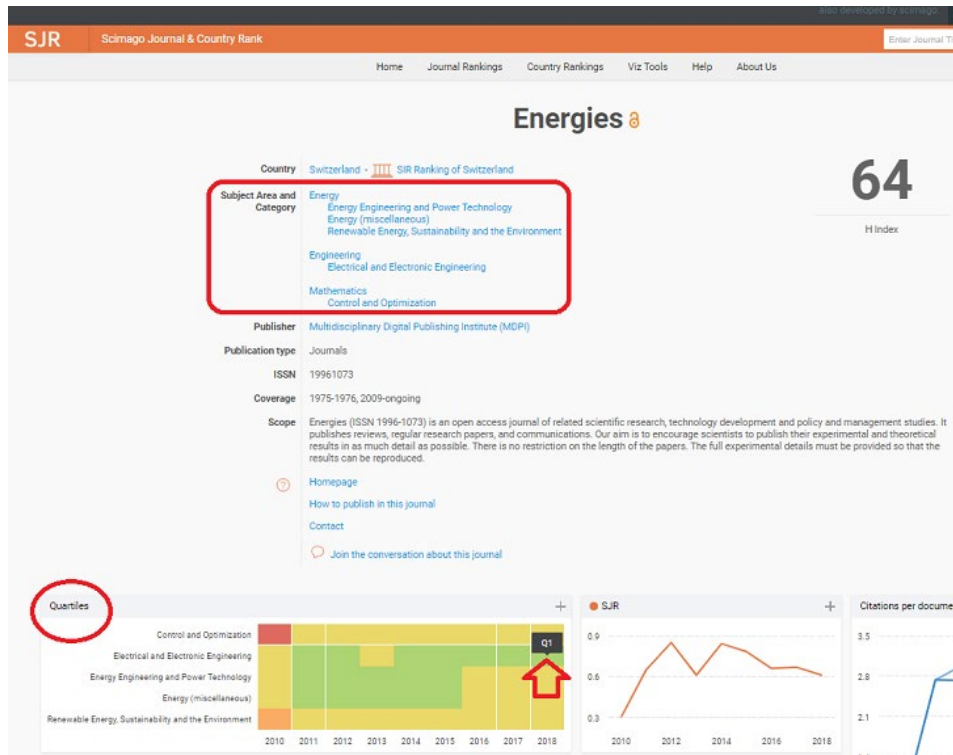 also developed by scimago...
SJR
Scimago Journal & Country Rank
Enter Journal Ti
Home Journal Rankings Country Rankings Viz Tools Help About Us
Energies
Country Switzerland - SIR Ranking of Switzerland
64
H Index
Subject Area and Category
Energy
Energy Engineering and Power Technology
Energy (miscellaneous)
Renewable Energy, Sustainability and the Environment
Engineering
Electrical and Electronic Engineering
Mathematics
Control and Optimization
Publisher Multidisciplinary Digital Publishing Institute (MDPI)
Publication type Journals
ISSN 19961073
Coverage 1975-1976, 2009-ongoing
Scope Energies (ISSN 1996-1073) is an open access journal of related scientific research, technology development and policy and management studies. It
publishes reviews, regular research papers, and communications. Our aim is to encourage scientists to publish their experimental and theoretical
results in as much detail as possible. There is no restriction on the length of the papers. The full experimental details must be provided so that the
results can be reproduced.
? Homepage
How to publish in this journal
Contact
Join the conversation about this journal
Quartiles +
Control and Optimization
Electrical and Electronic Engineering
Energy Engineering and Power Technology
Energy (miscellaneous)
Renewable Energy, Sustainability and the Environment
Q1
2010 2011 2012 2013 2014 2015 2016 2017 2018
SJR +
0.9
0.6
0.3
2010 2012 2014 2016 2018
Citations per docume
3.5
2.8
2.1